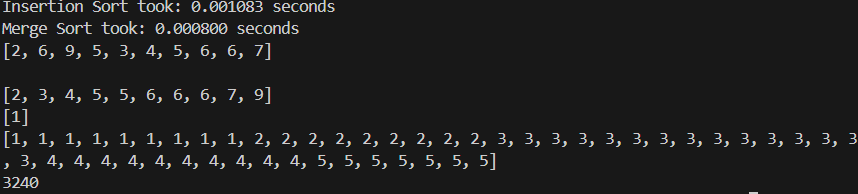 Insertion Sort took: 0.001083 seconds
Merge Sort took: 0.000800 seconds
[2, 6, 9, 5, 3, 4, 5, 6, 6, 7]
[2, 3, 4, 5, 5, 6, 6, 6, 7, 9]
[1]
[1, 1, 1, 1, 1, 1, 1, 1, 1, 2, 2, 2, 2, 2, 2, 2, 2, 2, 3, 3, 3, 3, 3, 3, 3, 3, 3, 3, 3, 3, 3, 3
, 3, 4, 4, 4, 4, 4, 4, 4, 4, 4, 4, 5, 5, 5, 5, 5, 5, 5]
3240